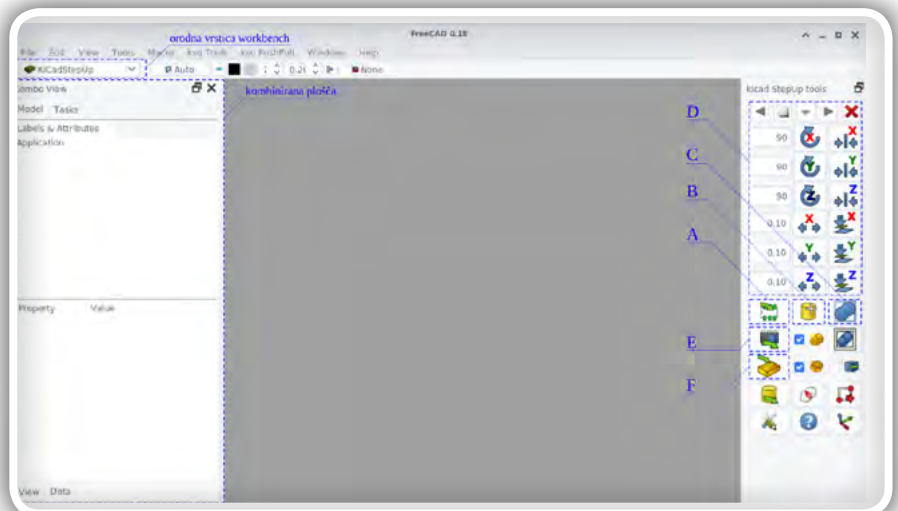 FreeCAD 0.18
orodna vrstica workbench
File Edit View Tools Macro ksu Tools ksu PushPull Windows Help
KiCadStepUp Auto None
Combo View
kombinirana plošča
kicad StepUp tools
Model Tasks
Labels & Attributes
Application
D
C
B
A
X
90 X X
90 Y Y
90 Z Z
0.10 X X
0.10 Y Y
0.10 Z Z
Property Value
E
F
?
View Data